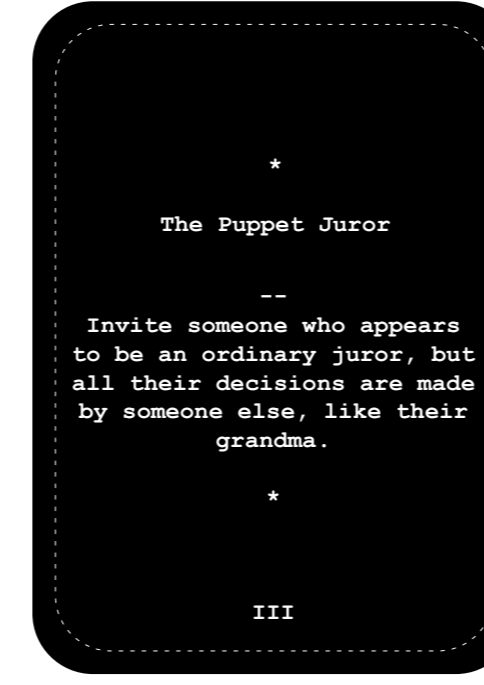 *
The Puppet Juror
--
Invite someone who appears
to be an ordinary juror, but
all their decisions are made
by someone else, like their
grandma.
*
III